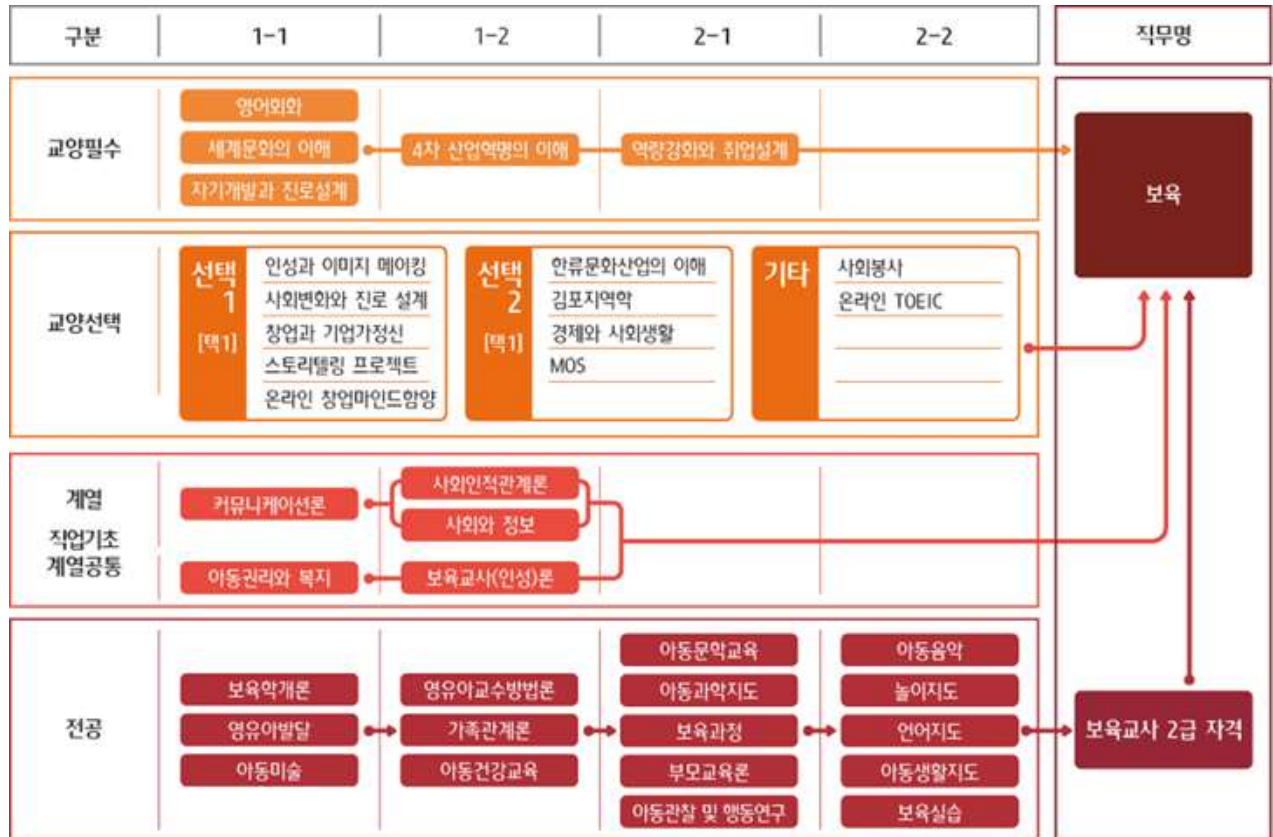 구분 1-1 1-2 2-1 2-2 직무명
교양필수
영어회화
세계문화의 이해
자기개발과 진로설계
4차 산업혁명의 이해
역량강화와 취업설계
보육
교양선택
선택
1
[택1]
인성과 이미지 메이킹
사회변화와 진로 설계
창업과 기업가정신
스토리텔링 프로젝트
온라인 창업마인드함양
선택
2
[택1]
한류문화산업의 이해
김포지역학
경제와 사회생활
MOS
기타
사회봉사
온라인 TOEIC
계열
직업기초
계열공통
커뮤니케이션론
아동권리와 복지
사회인적관계론
사회와 정보
보육교사(인성)론
전공
보육학개론
영유아발달
아동미술
영유아교수방법론
가족관계론
아동건강교육
아동문학교육
아동과학지도
보육과정
부모교육론
아동관찰 및 행동연구
아동음악
놀이지도
언어지도
아동생활지도
보육실습
보육교사 2급 자격